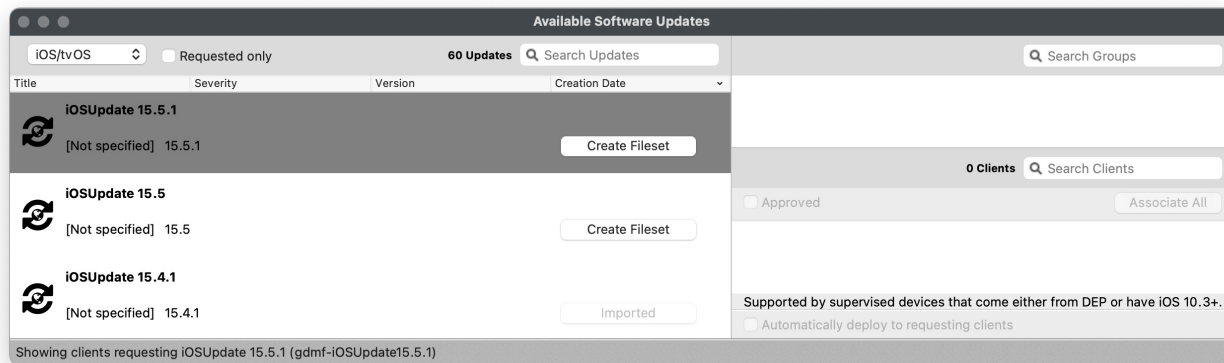 Available Software Updates
iOS/tvOS
Requested only
60 Updates
Search Updates
Search Groups
Title Severity Version Creation Date
iOSUpdate 15.5.1
[Not specified] 15.5.1
Create Fileset
0 Clients
Search Clients
iOSUpdate 15.5
Approved
Associate All
[Not specified] 15.5
Create Fileset
iOSUpdate 15.4.1
[Not specified] 15.4.1
Imported
Supported by supervised devices that come either from DEP or have iOS 10.3+.
Automatically deploy to requesting clients
Showing clients requesting iOSUpdate 15.5.1 (gdmf-iOSUpdate15.5.1)